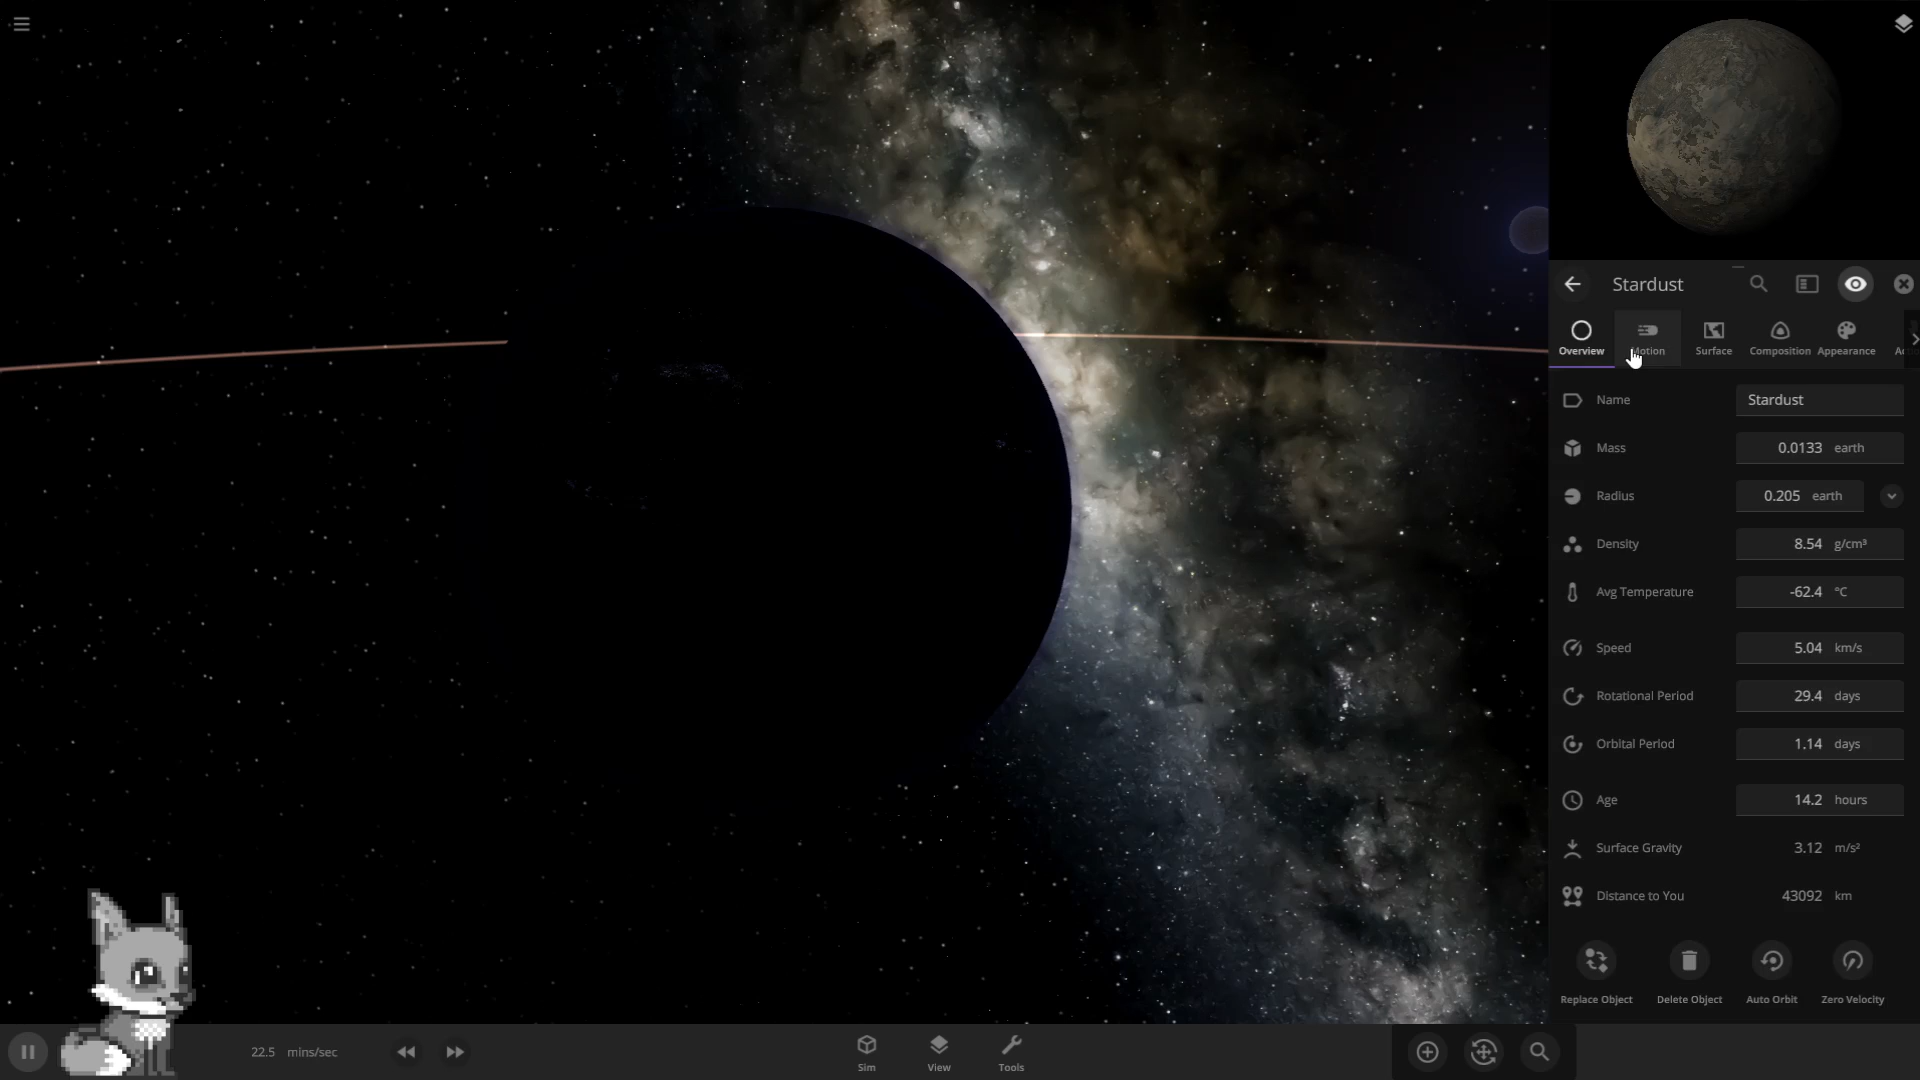 Stardust
Overview
Motion
Surface
Composition
Appearance
Name Stardust
Mass 0.0133 earth
Radius 0.205 earth
Density 8.54 g/cm³
Avg Temperature -62.4 °C
Speed 5.04 km/s
Rotational Period 29.4 days
Orbital Period 1.14 days
Age 14.2 hours
Surface Gravity 3.12 m/s²
Distance to You 43092 km
Replace Object
Delete Object
Auto Orbit
Zero Velocity
22.5 mins/sec
Sim
View
Tools